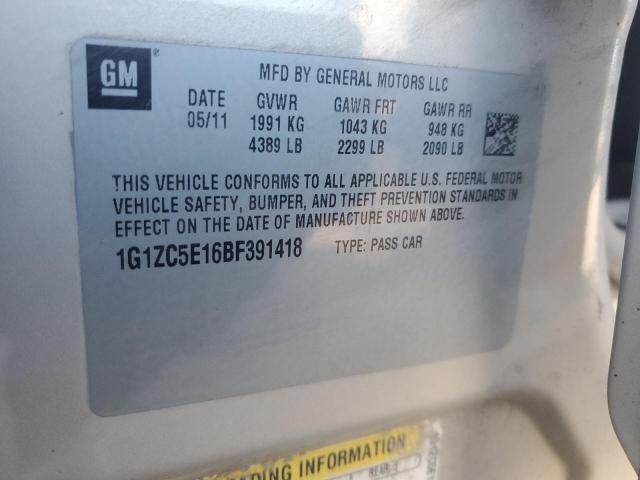 GM
MFD BY GENERAL MOTORS LLC
DATE GVWR GAWR FRT GAWR RR
05/11 1991 KG 1043 KG 948 KG
4389 LB 2299 LB 2090 LB
THIS VEHICLE CONFORMS TO ALL APPLICABLE U.S. FEDERAL MOTOR
VEHICLE SAFETY, BUMPER, AND THEFT PREVENTION STANDARDS IN
EFFECT ON THE DATE OF MANUFACTURE SHOWN ABOVE.
1G1ZC5E16BF391418 TYPE: PASS CAR
INFORMATION
REAR